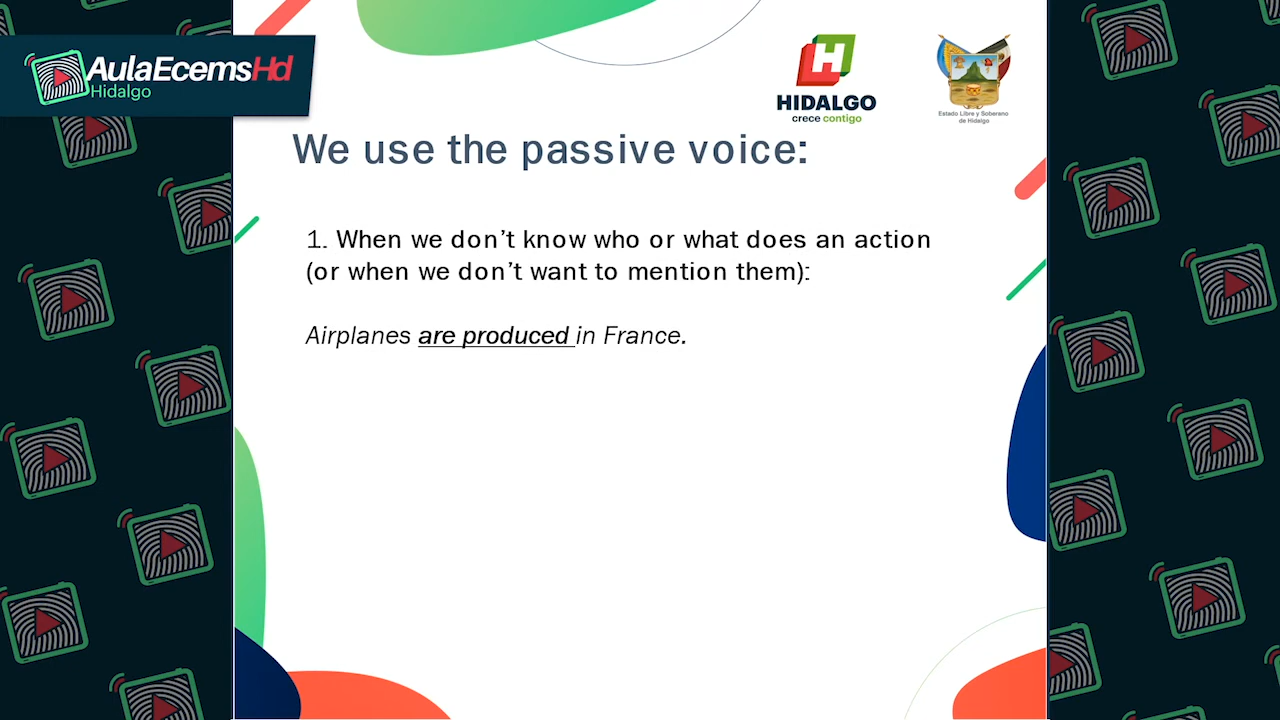 AulaEcemsHd
Hidalgo
H
HIDALGO
crece contigo
Estado Libre y Soberano
de Hidalgo
We use the passive voice:
1. When we don't know who or what does an action
(or when we don't want to mention them):
Airplanes are produced in France.